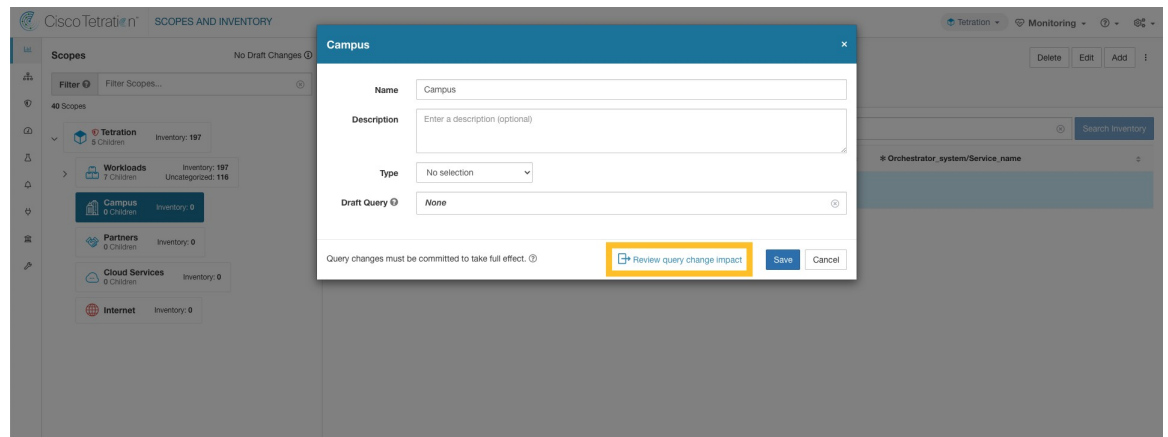 Cisco Tetration SCOPES AND INVENTORY
Tetration
Monitoring
Scopes
No Draft Changes
Filter
Filter Scopes...
40 Scopes
Tetration
5 Children
Inventory: 197
Workloads
7 Children
Inventory: 197
Uncategorized: 116
Campus
0 Children
Inventory: 0
Partners
0 Children
Inventory: 0
Cloud Services
0 Children
Inventory: 0
Internet
Inventory: 0
Campus
×
Name
Campus
Description
Enter a description (optional)
Type
No selection
Draft Query
None
Query changes must be committed to take full effect.
Review query change impact
Save
Cancel
Delete
Edit
Add
Search Inventory
* Orchestrator_system/Service_name